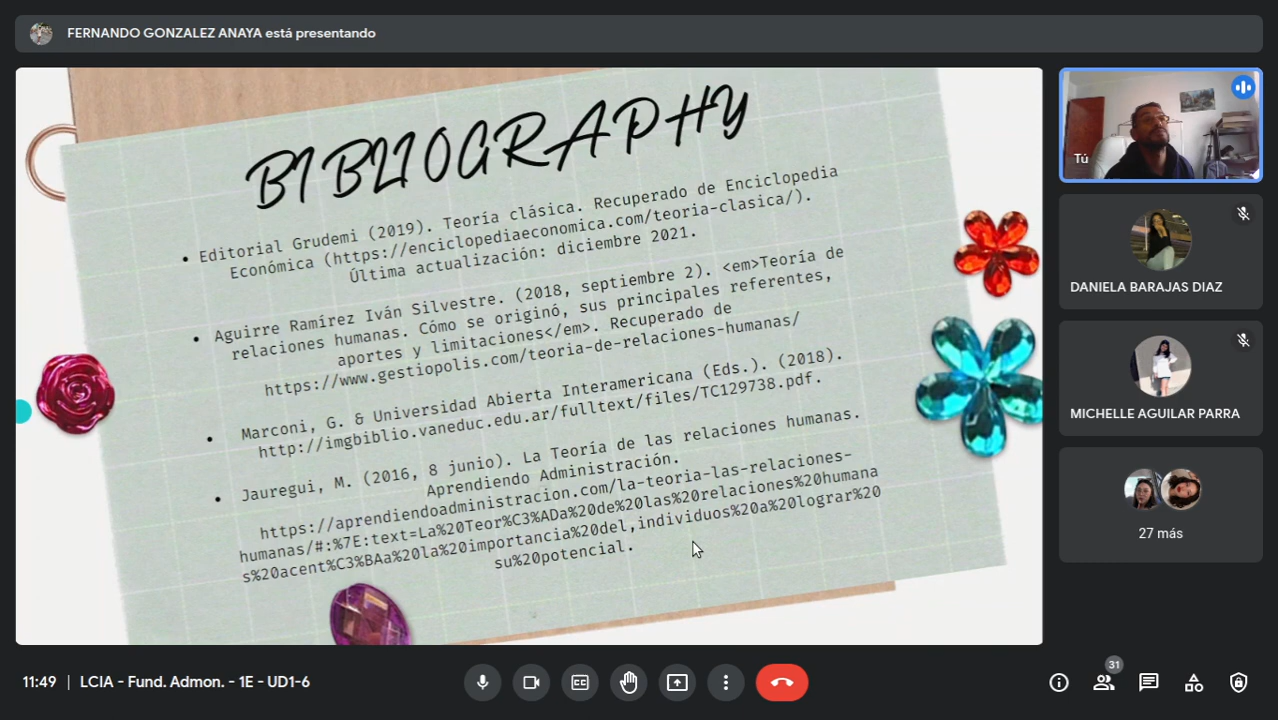 FERNANDO GONZALEZ ANAYA está presentando
BIBLIOGRAPHY
• Editorial Grudemi (2019). Teoría clásica. Recuperado de Enciclopedia
Económica (https://enciclopediaeconomica.com/teoria-clasica/).
Última actualización: diciembre 2021.
• Aguirre Ramírez Iván Silvestre. (2018, septiembre 2). <em>Teoría de
relaciones humanas. Cómo se originó, sus principales referentes,
aportes y limitaciones</em>. Recuperado de
https://www.gestiopolis.com/teoria-de-relaciones-humanas/
• Marconi, G. & Universidad Abierta Interamericana (Eds.). (2018).
http://imgbiblio.vaneduc.edu.ar/fulltext/files/TC129738.pdf.
• Jauregui, M. (2016, 8 junio). La Teoría de las relaciones humanas.
Aprendiendo Administración.
https://aprendiendoadministracion.com/la-teoria-las-relaciones-
humanas/#:%7E:text=La%20Teor%C3%ADa%20de%20las%20relaciones%20humana
s%20acent%C3%BAa%20la%20importancia%20del,individuos%20a%20lograr%20
su%20potencial.
Tú
DANIELA BARAJAS DIAZ
MICHELLE AGUILAR PARRA
27 más
11:49 | LCIA - Fund. Admon. - 1E - UD1-6
CC
31